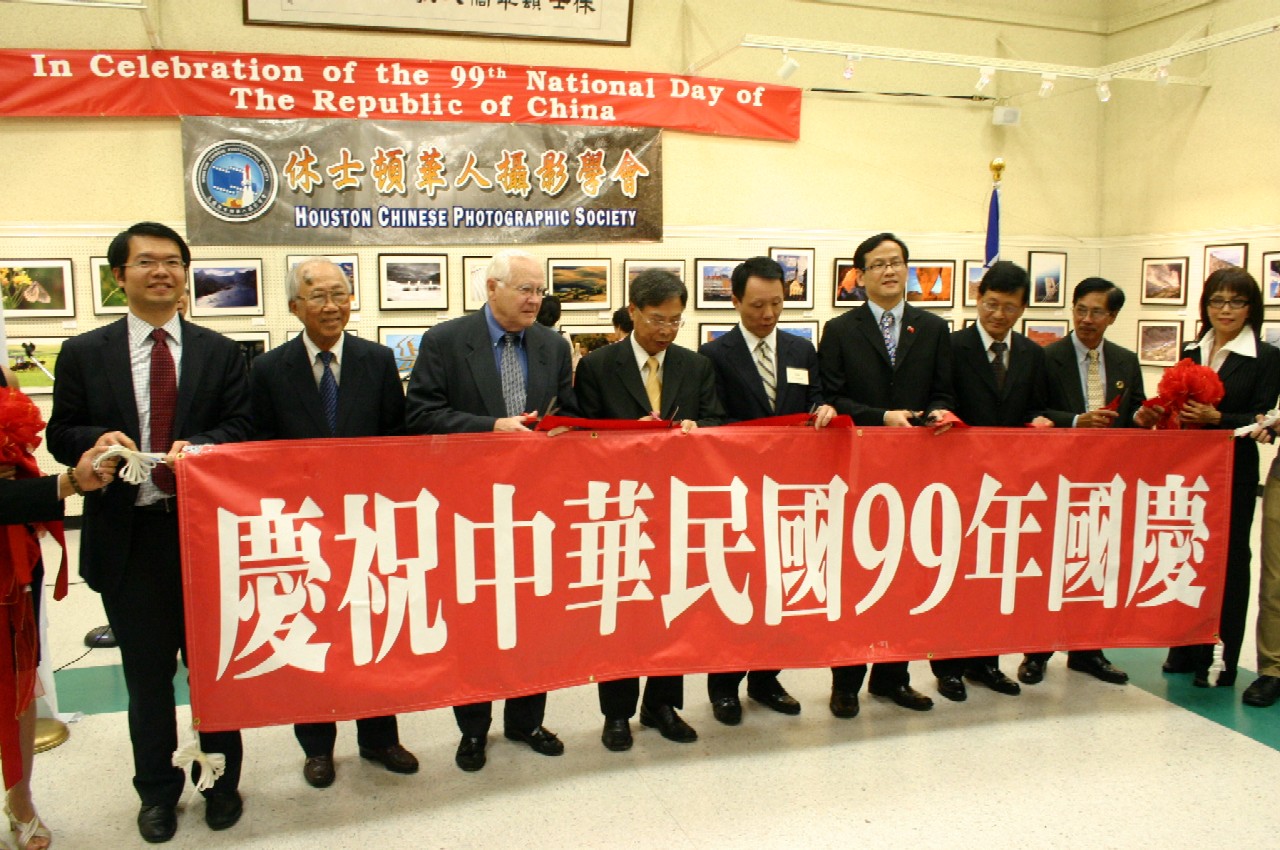 In Celebration of the 99th National Day of
The Republic of China
休士頓華人攝影學會
HOUSTON CHINESE PHOTOGRAPHIC SOCIETY
慶祝中華民國99年國慶